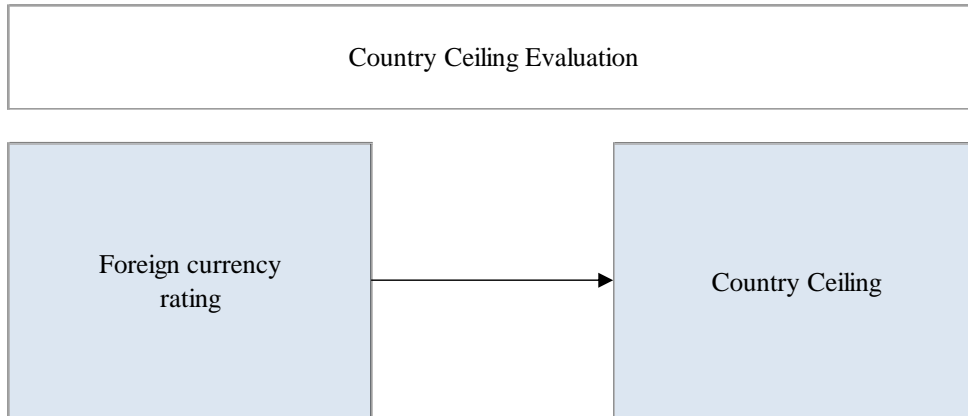 Country Ceiling Evaluation
Foreign currency
rating
Country Ceiling